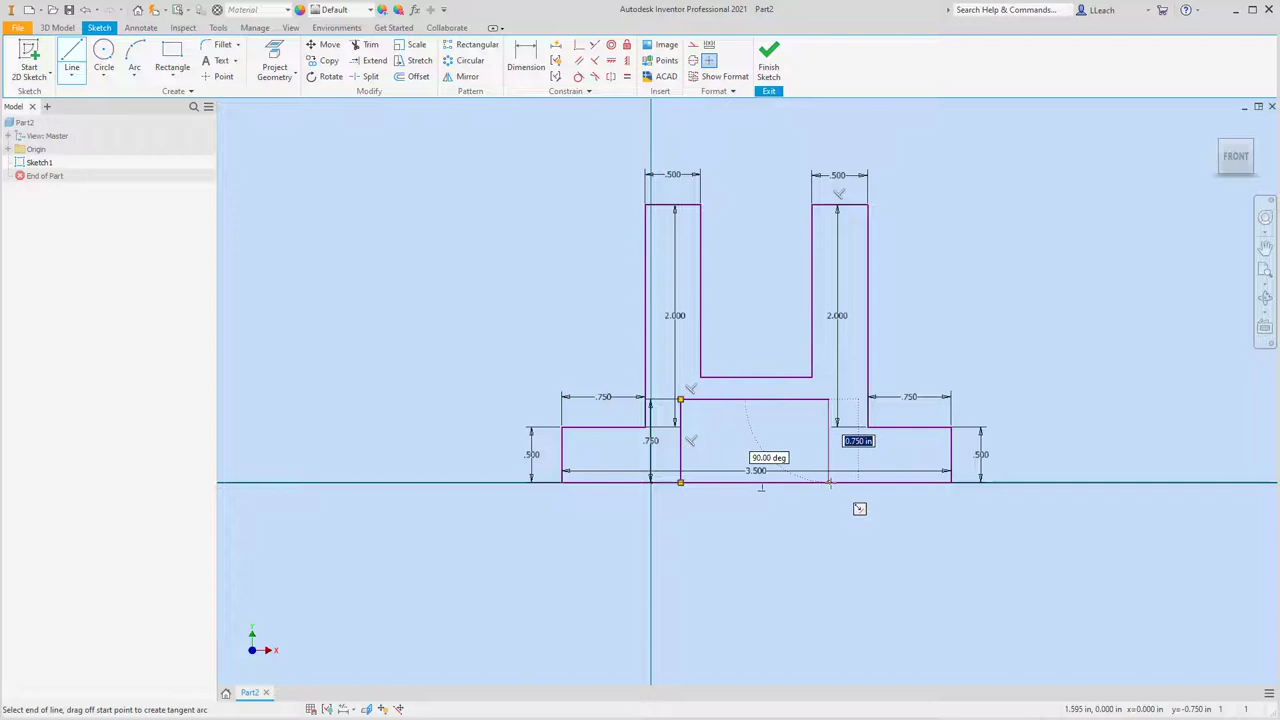 Material
Default
Autodesk Inventor Professional 2021   Part2
Search Help & Commands...
LLeach
File
3D Model
Sketch
Annotate
Inspect
Tools
Manage
View
Environments
Get Started
Collaborate
Start
2D Sketch
Line
Circle
Arc
Rectangle
Fillet
Text
Point
Project
Geometry
Move
Copy
Rotate
Trim
Extend
Split
Scale
Stretch
Offset
Rectangular
Circular
Mirror
Dimension
Image
Points
ACAD
Show Format
Finish
Sketch
Sketch
Create
Modify
Pattern
Constrain
Insert
Format
Exit
Model
Part2
View: Master
Origin
Sketch1
End of Part
FRONT
.500
.500
2.000
2.000
.750
.750
.750
0.750 in
.500
90.00 deg
.500
3.500
Y
X
Part2
Select end of line, drag off start point to create tangent arc
1.595 in, 0.000 in
x=0.000 in
y=-0.750 in
1
1